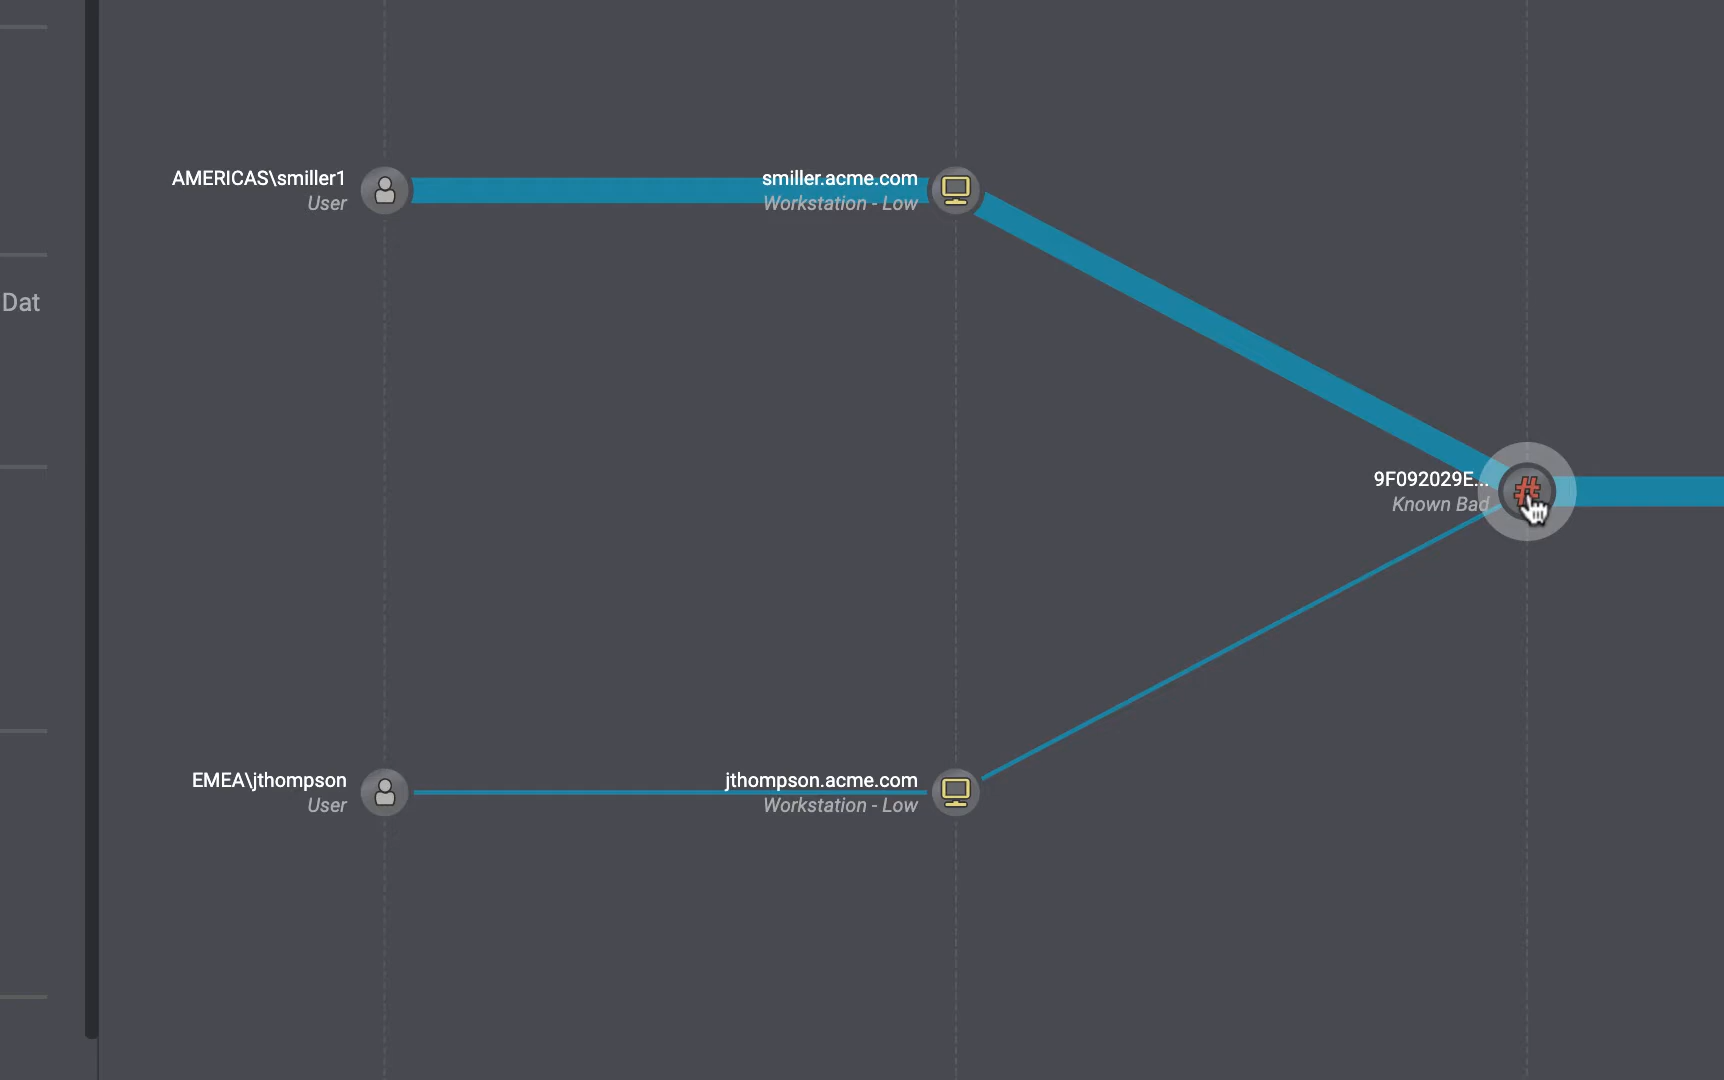 AMERICAS\smiller1
User
smiller.acme.com
Workstation - Low
Dat
9F092029E...
Known Bad
EMEA\jthompson
User
jthompson.acme.com
Workstation - Low